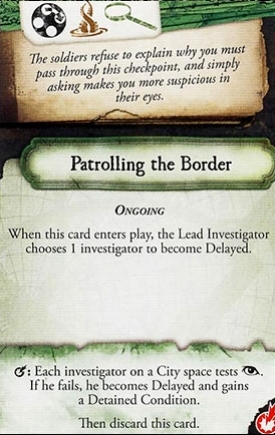 The soldiers refuse to explain why you must
pass through this checkpoint, and simply
asking makes you more suspicious in
their eyes.
Patrolling the Border
ONGOING
When this card enters play, the Lead Investigator
chooses 1 investigator to become Delayed.
: Each investigator on a City space tests .
If he fails, he becomes Delayed and gains
a Detained Condition.
Then discard this card.